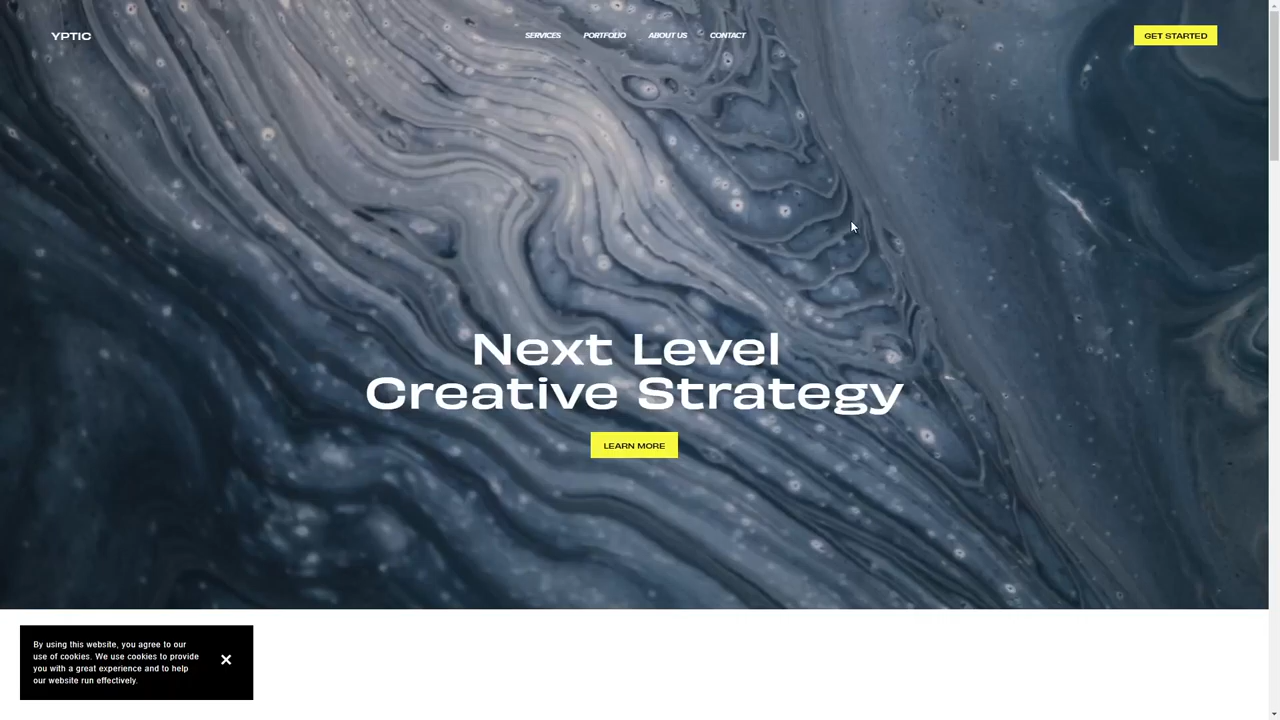 YPTIC
SERVICES
PORTFOLIO
ABOUT US
CONTACT
GET STARTED
Next Level
Creative Strategy
LEARN MORE
By using this website, you agree to our
use of cookies. We use cookies to provide
you with a great experience and to help
our website run effectively.